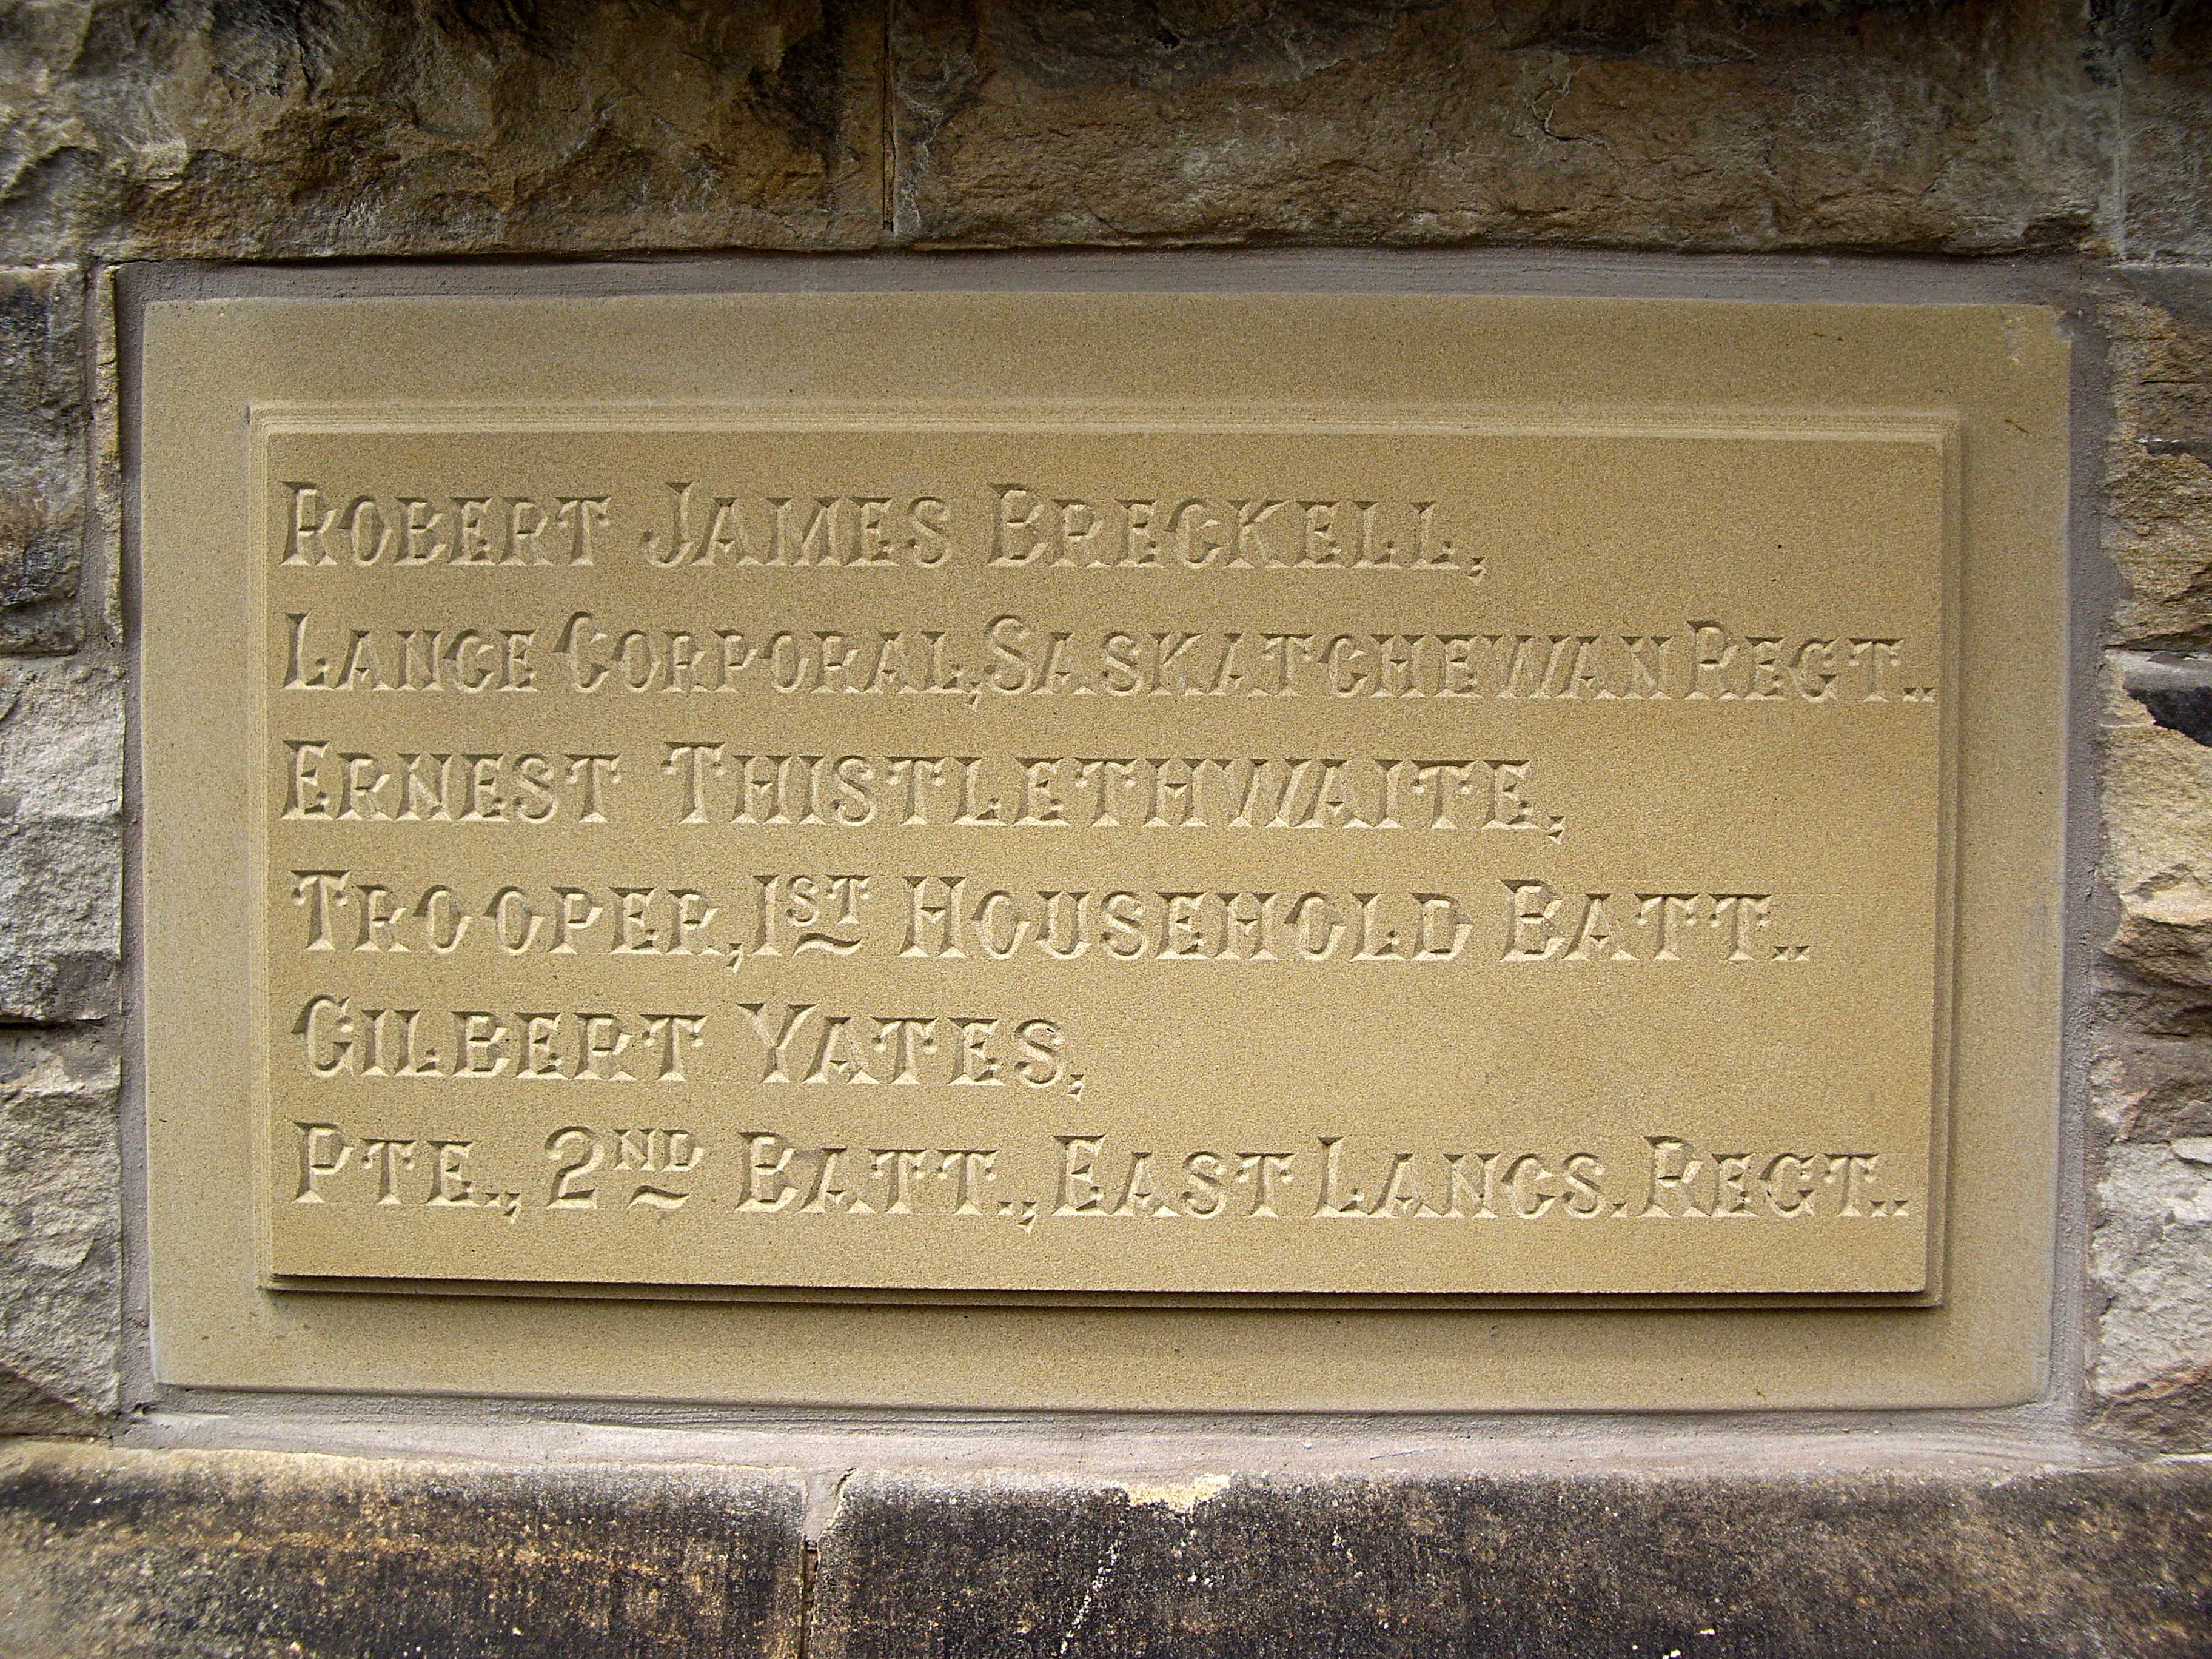 ROBERT JAMES BRECKELL,
LANCE CORPORAL, SASKATCHEWAN REGT..
ERNEST THISTLETHWAITE,
TROOPER, 1ST HOUSEHOLD BATT..
GILBERT YATES,
PTE., 2ND BATT., EAST LANCS. REGT..